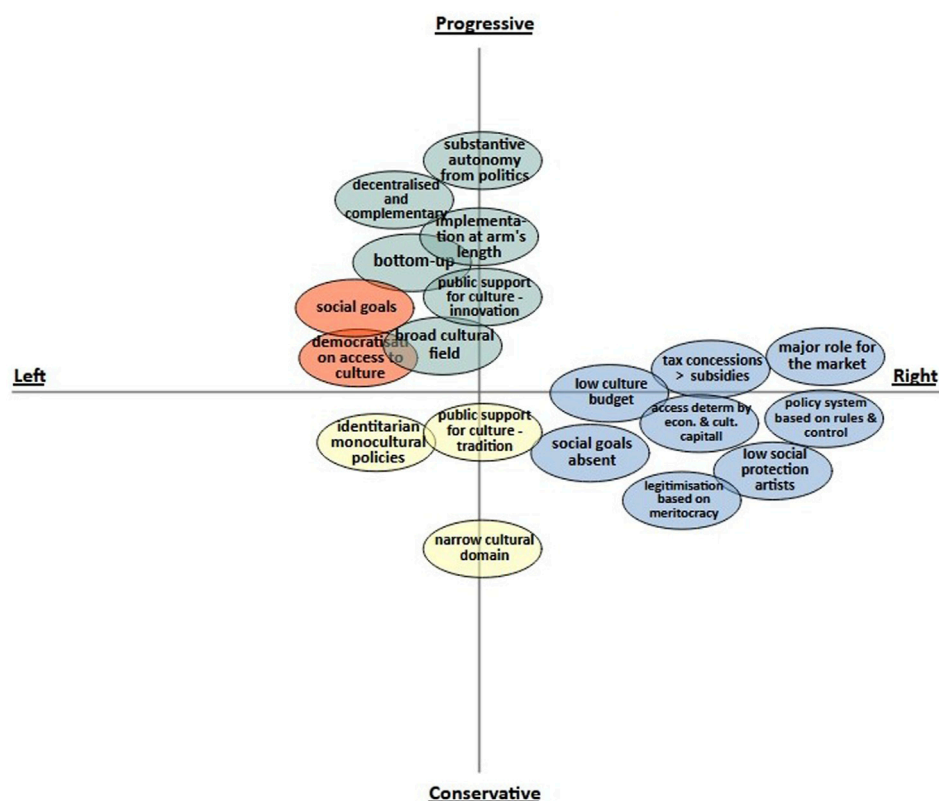 Progressive
substantive
autonomy
from politics
decentralised
and
complementary
implementa-
tion at arm's
length
bottom-up
public support
for culture -
innovation
social goals
broad cultural
field
democratisati
on access to
culture
major role for
the market
tax concessions
> subsidies
Left
Right
low culture
budget
access determ by
econ. & cult.
capitall
policy system
based on rules &
control
public support
for culture -
tradition
identitarian
monocultural
policies
social goals
absent
low social
protection
artists
legitimisation
based on
meritocracy
narrow cultural
domain
Conservative